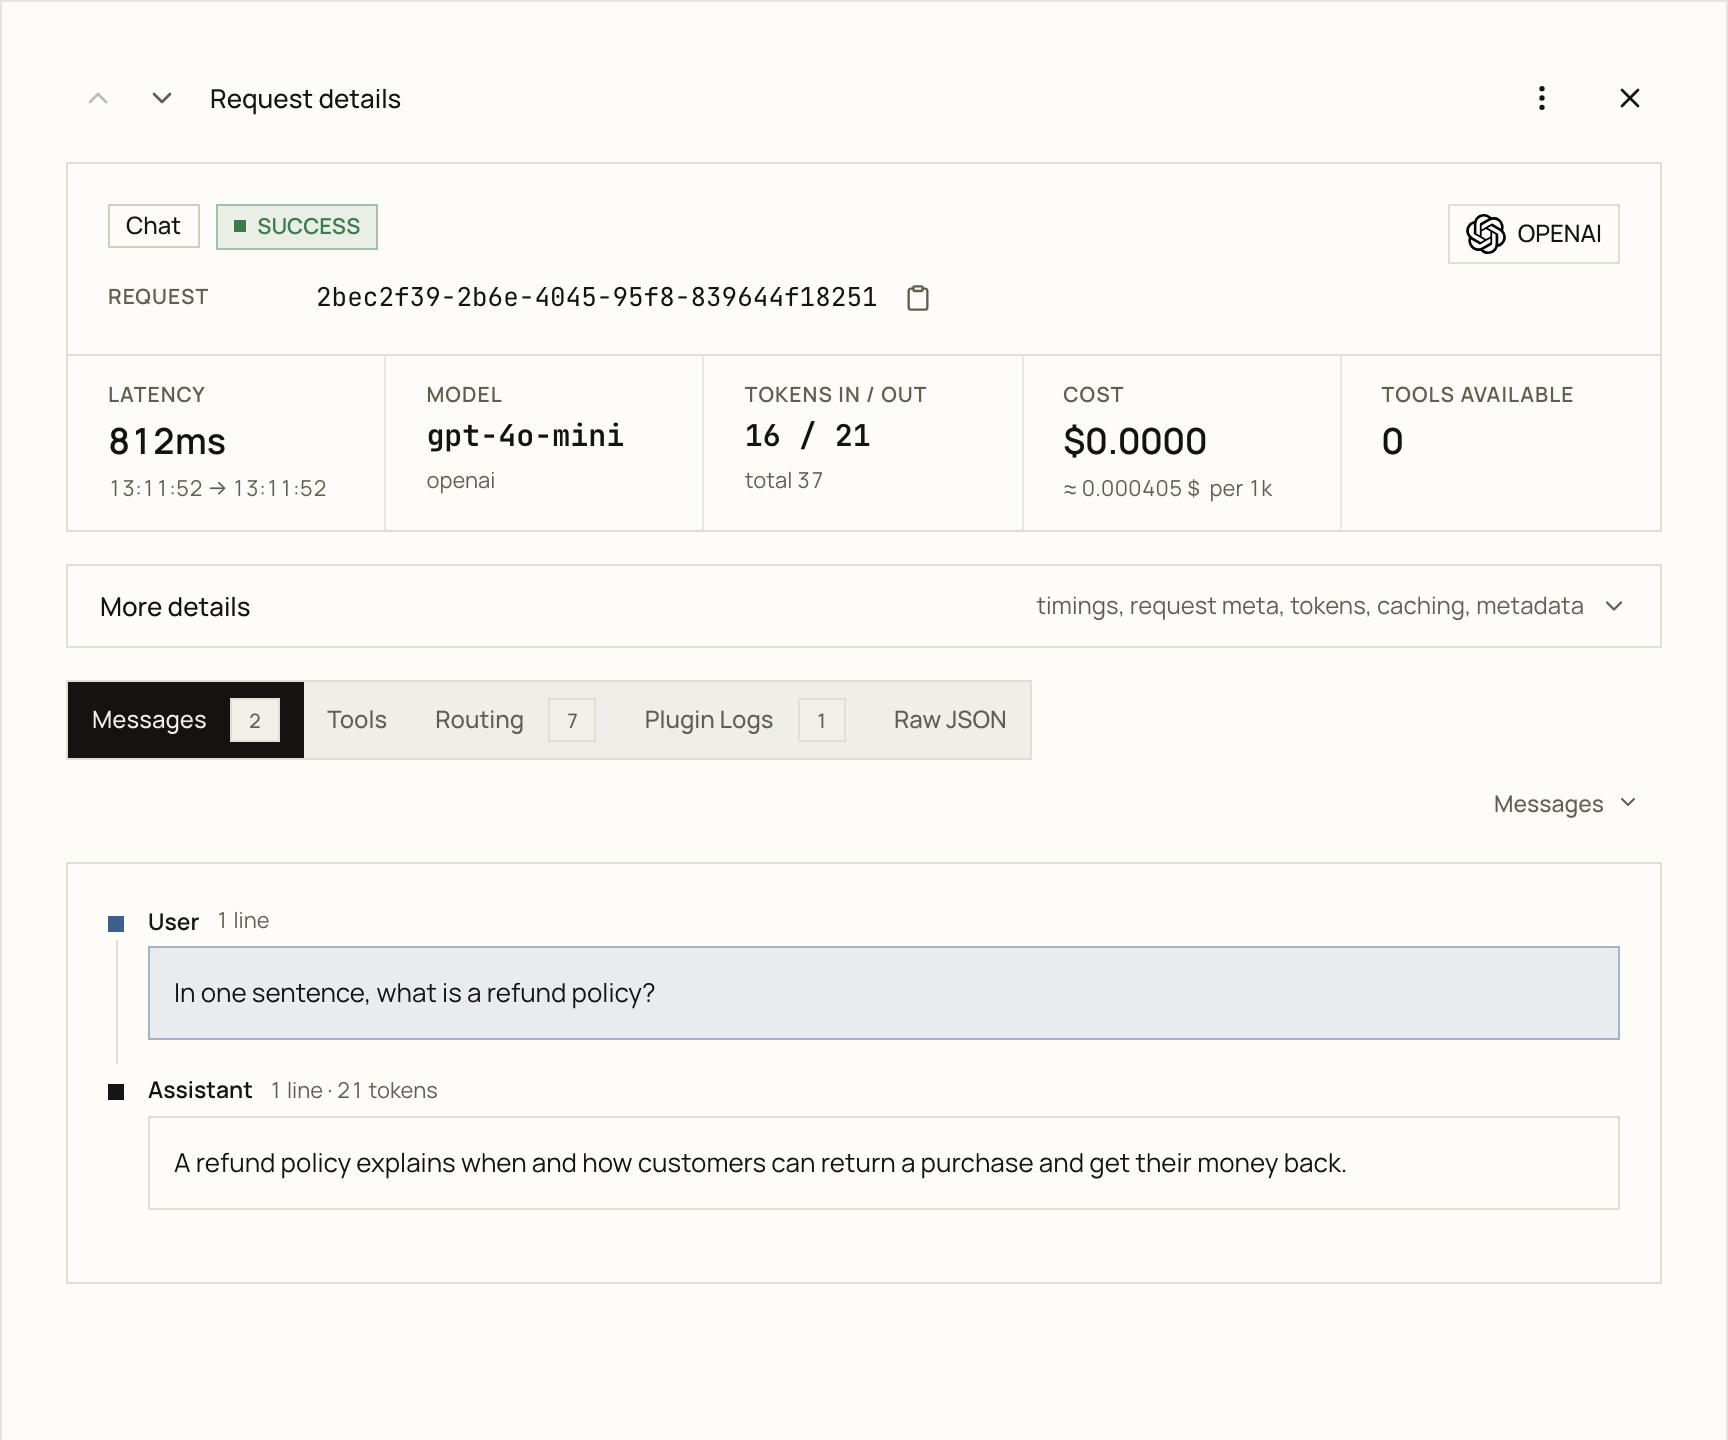 Request details
Chat
SUCCESS
OPENAI
REQUEST 2bec2f39-2b6e-4045-95f8-839644f18251
LATENCY
812ms
13:11:52 → 13:11:52
MODEL
gpt-4o-mini
openai
TOKENS IN / OUT
16 / 21
total 37
COST
$0.0000
≈ 0.000405 $ per 1k
TOOLS AVAILABLE
0
More details
timings, request meta, tokens, caching, metadata
Messages 2 Tools Routing 7 Plugin Logs 1 Raw JSON
Messages
User 1 line
In one sentence, what is a refund policy?
Assistant 1 line · 21 tokens
A refund policy explains when and how customers can return a purchase and get their money back.